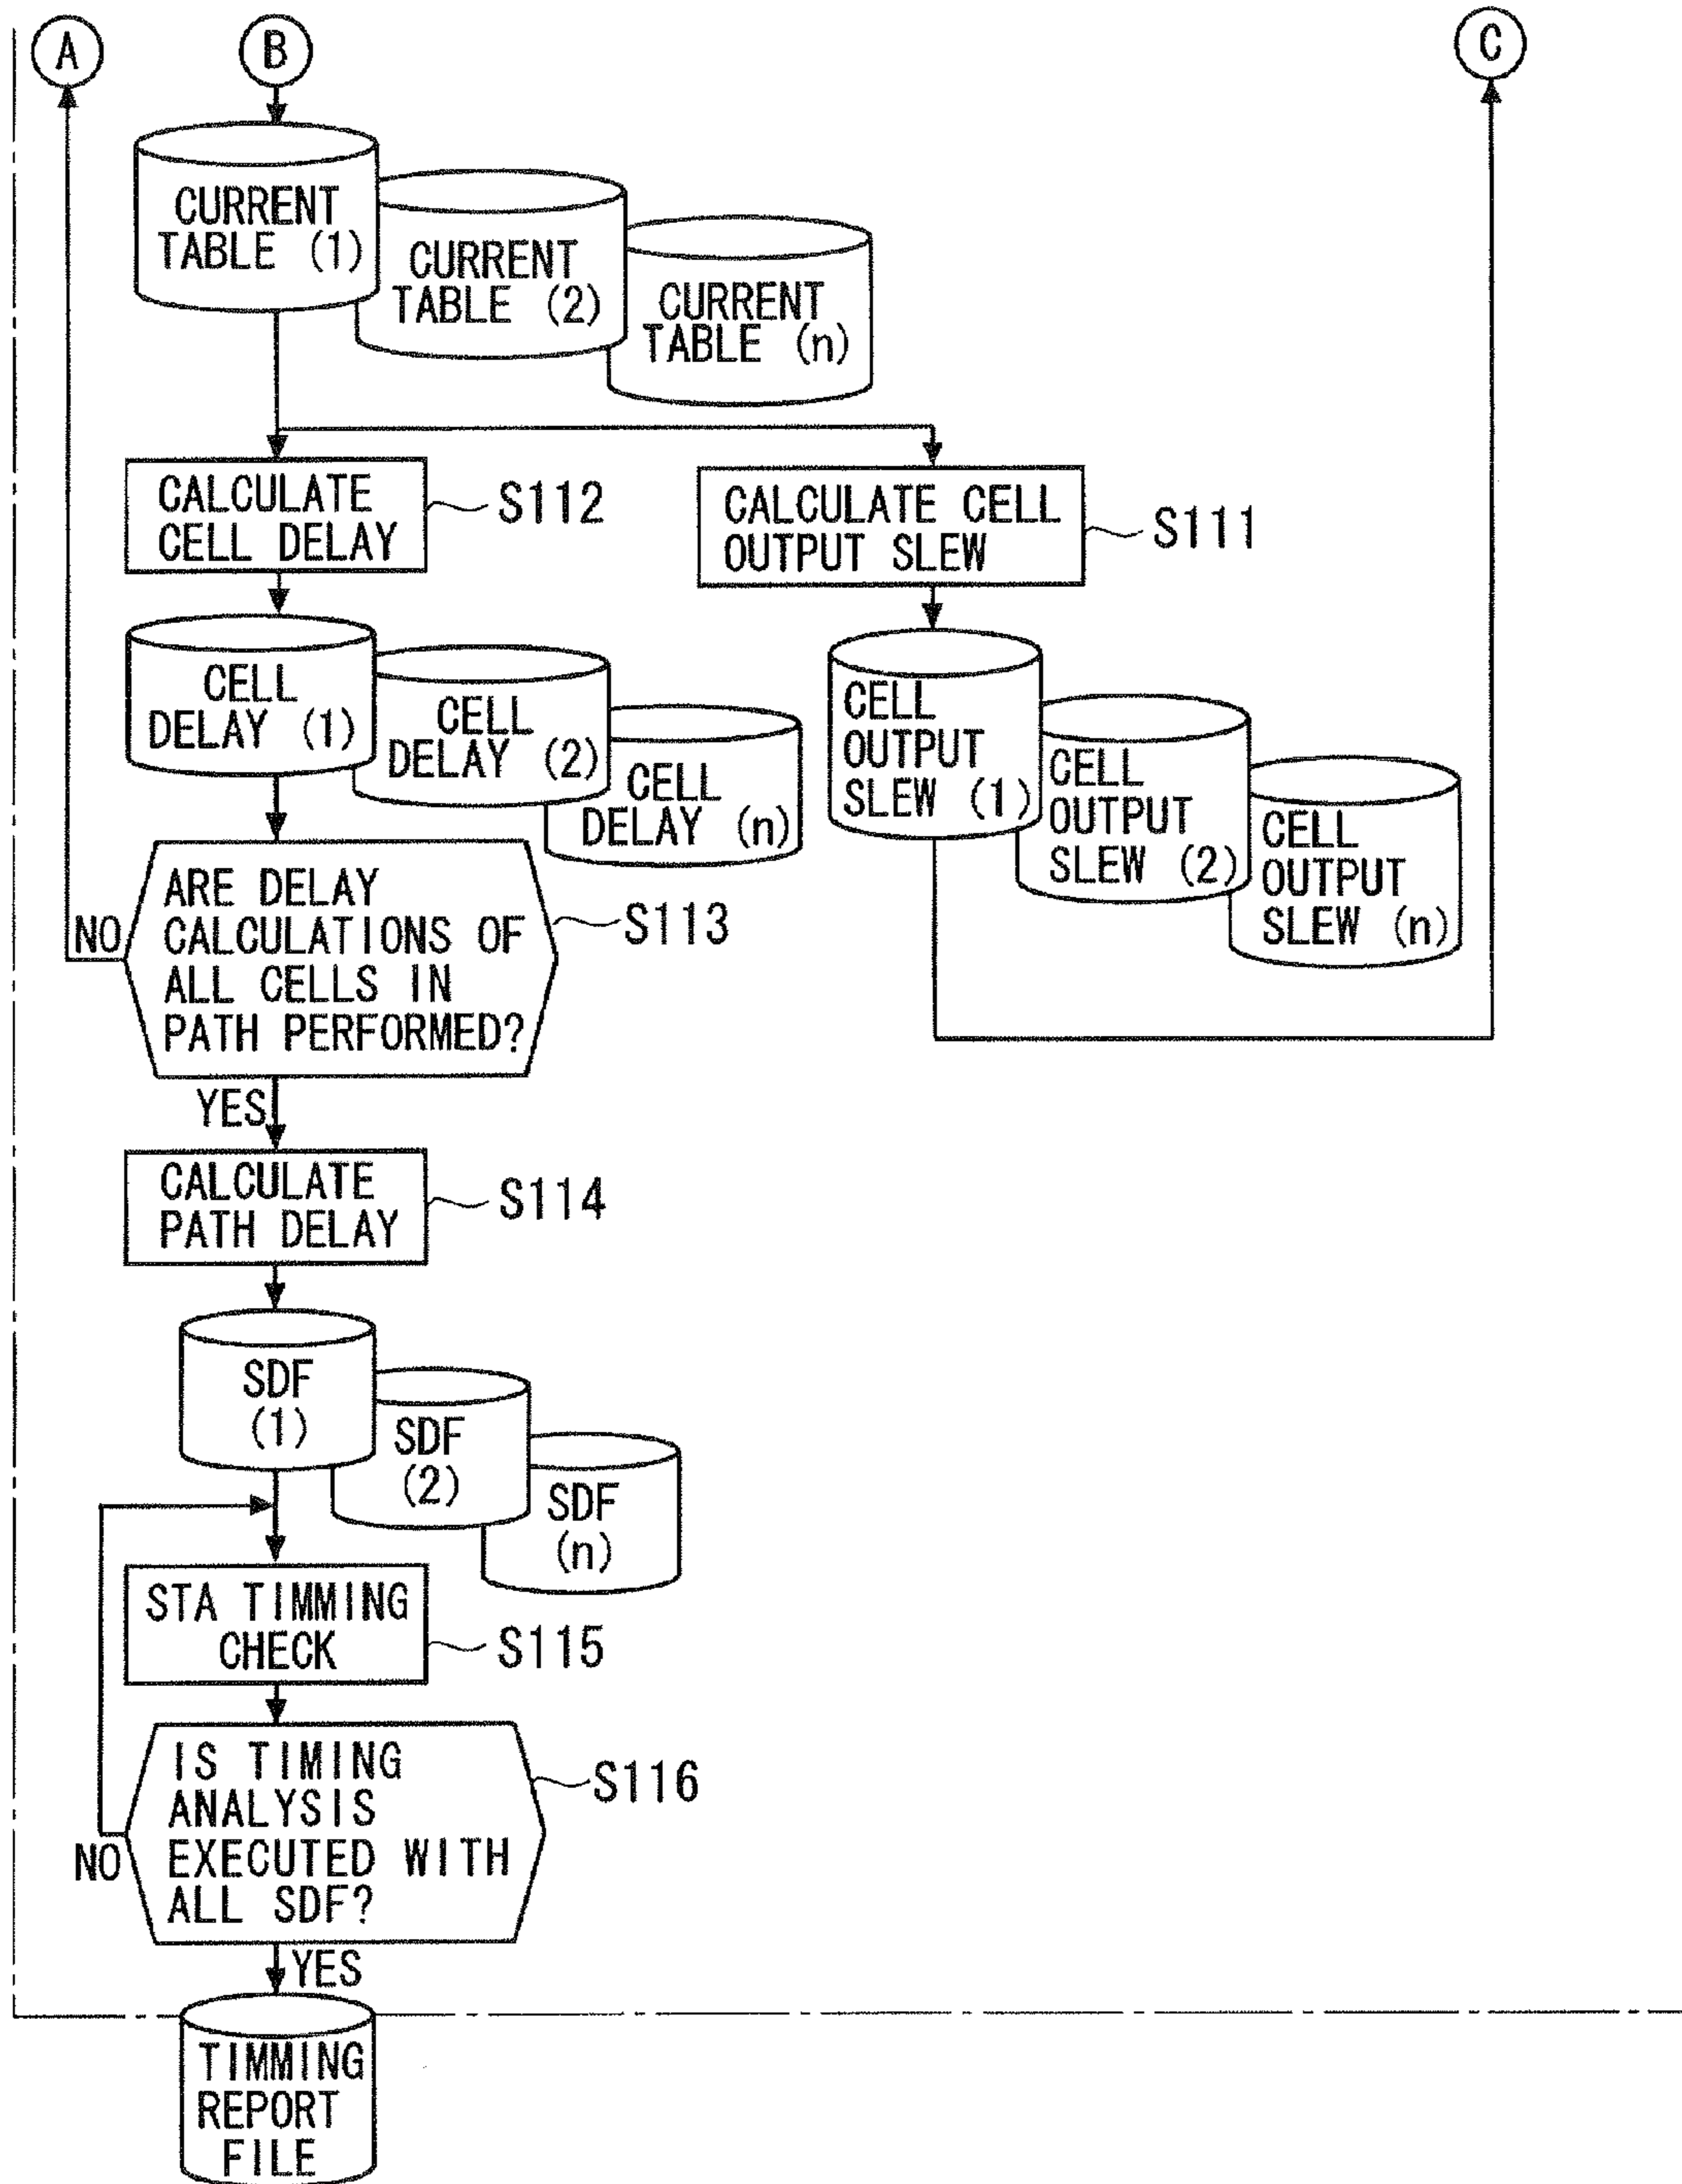 A
B
C
CURRENT
TABLE (1)
CURRENT
TABLE (2)
CURRENT
TABLE (n)
CALCULATE
CELL DELAY
S112
CALCULATE CELL
OUTPUT SLEW
S111
CELL
DELAY (1)
CELL
DELAY (2)
CELL
DELAY (n)
CELL
OUTPUT
SLEW (1)
CELL
OUTPUT
SLEW (2)
CELL
OUTPUT
SLEW (n)
ARE DELAY
CALCULATIONS OF
ALL CELLS IN
PATH PERFORMED?
S113
NO
YES
CALCULATE
PATH DELAY
S114
SDF
(1)
SDF
(2)
SDF
(n)
STA TIMMING
CHECK
S115
IS TIMING
ANALYSIS
EXECUTED WITH
ALL SDF?
S116
NO
YES
TIMMING
REPORT
FILE